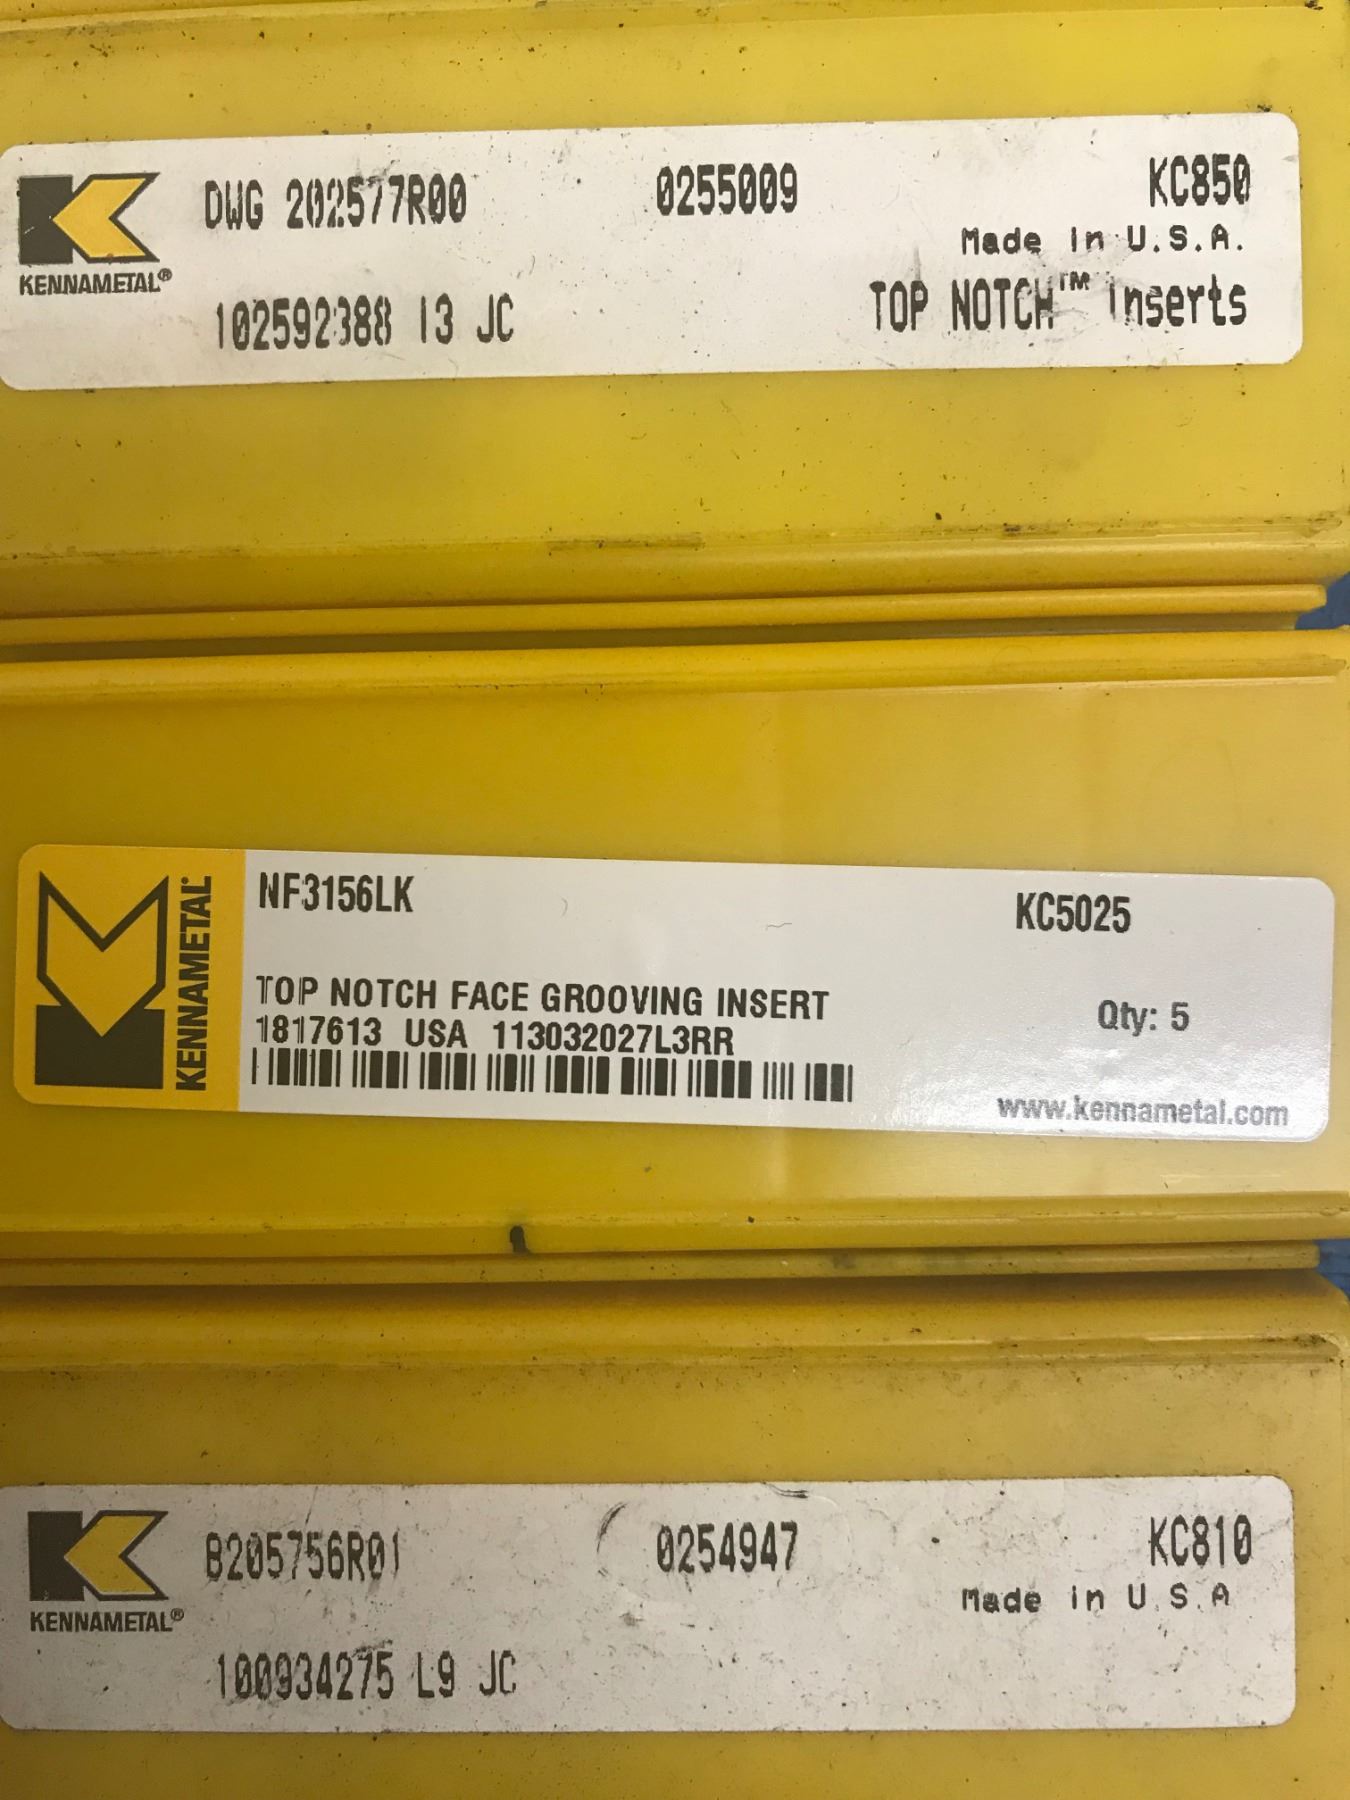 DWG 202577R00 0255009 KC850
Made in U.S.A.
KENNAMETAL®
102592388 I3 JC TOP NOTCH™ Inserts
NF3156LK KC5025
KENNAMETAL
TOP NOTCH FACE GROOVING INSERT
1817613 USA 113032027L3RR Qty: 5
www.kennametal.com
B205756R01 0254947 KC810
Made in U.S.A
KENNAMETAL®
100934275 L9 JC